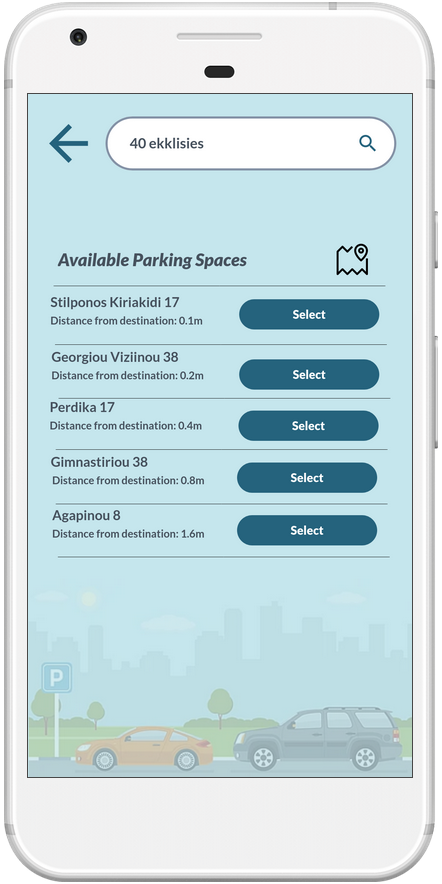 40 ekklisies
Available Parking Spaces
Stilponos Kiriakidi 17
Distance from destination: 0.1m
Select
Georgiou Viziinou 38
Distance from destination: 0.2m
Select
Perdika 17
Distance from destination: 0.4m
Select
Gimnastiriou 38
Distance from destination: 0.8m
Select
Agapinou 8
Distance from destination: 1.6m
Select
P